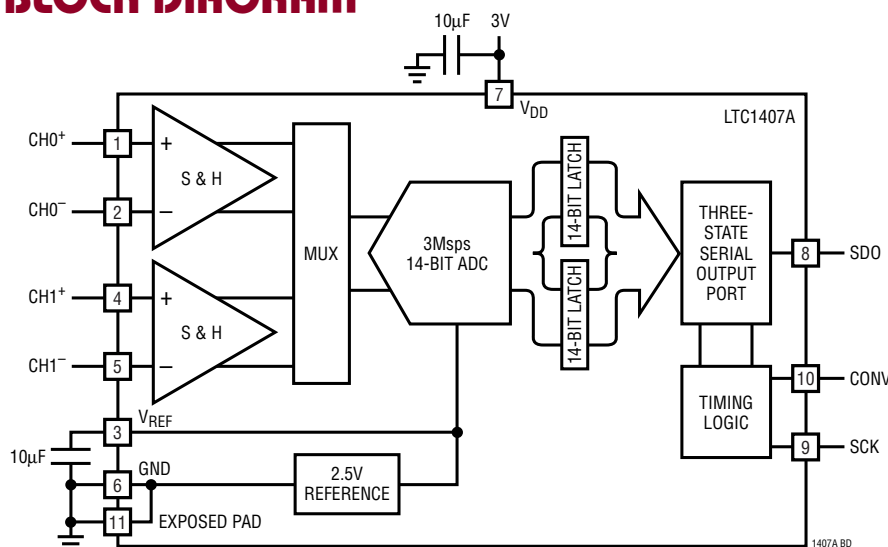 BLOCK DIAGRAM
10µF
3V
7
VDD
LTC1407A
CH0+
1
+
S & H
CH0−
2
−
CH1+
4
+
S & H
CH1−
5
−
MUX
3Msps
14-BIT ADC
14-BIT LATCH
14-BIT LATCH
THREE-
STATE
SERIAL
OUTPUT
PORT
8
SDO
10
CONV
TIMING
LOGIC
9
SCK
VREF
3
10µF
GND
6
2.5V
REFERENCE
11
EXPOSED PAD
1407A BD